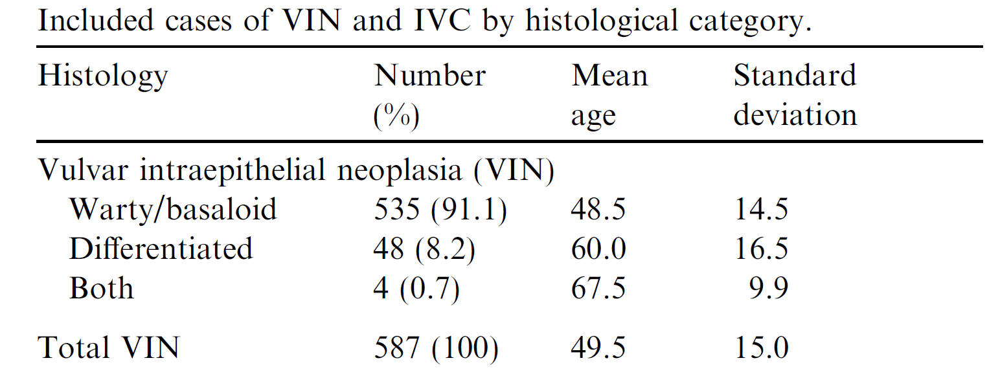 Included cases of VIN and IVC by histological category.
Histology Number Mean Standard
(%) age deviation
Vulvar intraepithelial neoplasia (VIN)
Warty/basaloid 535 (91.1) 48.5 14.5
Differentiated 48 (8.2) 60.0 16.5
Both 4 (0.7) 67.5 9.9
Total VIN 587 (100) 49.5 15.0